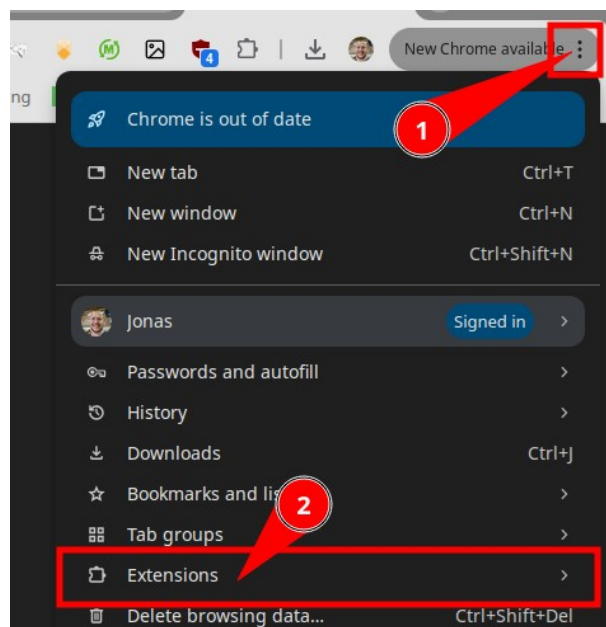 4
New Chrome available
ng
Chrome is out of date
1
New tab Ctrl+T
New window Ctrl+N
New Incognito window Ctrl+Shift+N
Jonas Signed in
Passwords and autofill
History
Downloads Ctrl+J
Bookmarks and lis
2
Tab groups
Extensions
Delete browsing data... Ctrl+Shift+Del